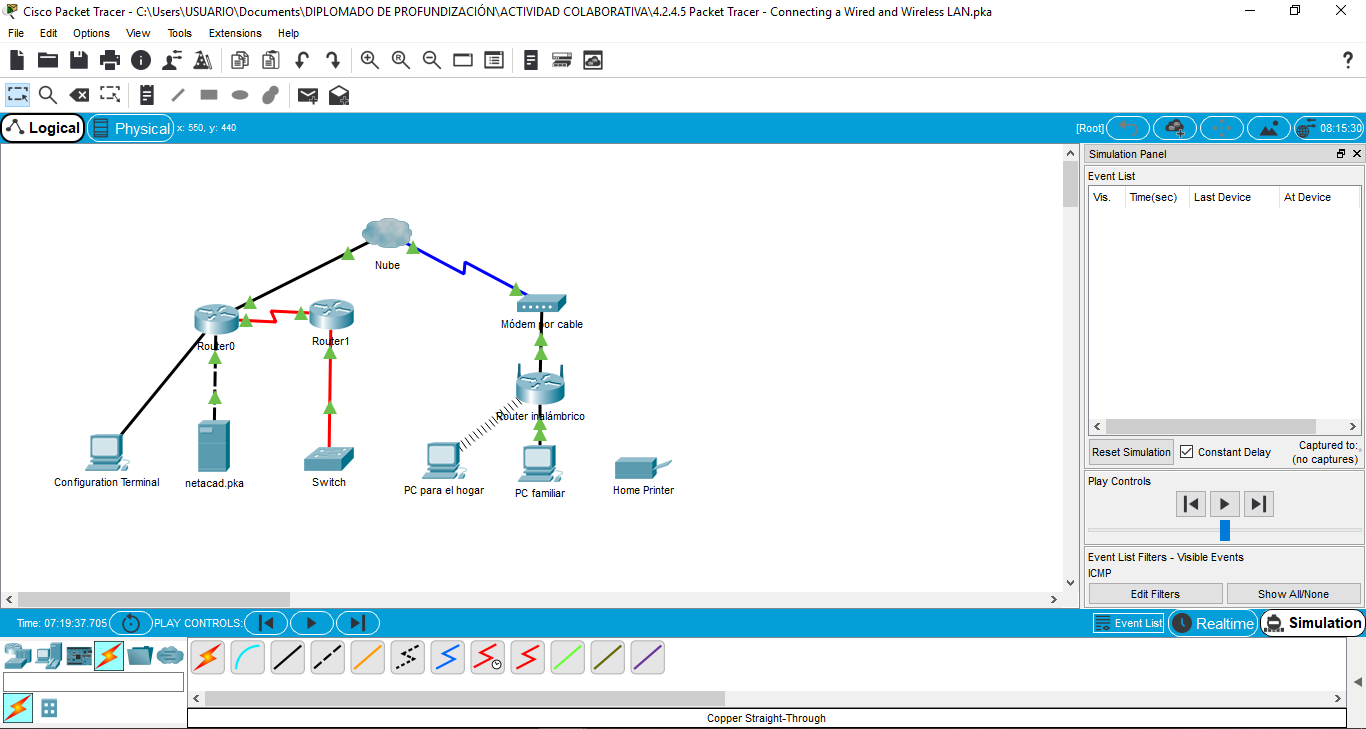 Cisco Packet Tracer - C:\Users\USUARIO\Documents\DIPLOMADO DE PROFUNDIZACIÓN\ACTIVIDAD COLABORATIVA\4.2.4.5 Packet Tracer - Connecting a Wired and Wireless LAN.pka
File Edit Options View Tools Extensions Help
Logical Physical x: 550, y: 440 [Root] 08:15:30
Simulation Panel
Event List
Vis. Time(sec) Last Device At Device
Nube
Módem por cable
Router0
Router1
Router inalámbrico
Configuration Terminal
netacad.pka
Switch
PC para el hogar
PC familiar
Home Printer
Reset Simulation Constant Delay Captured to:
(no captures)
Play Controls
Event List Filters - Visible Events
ICMP
Edit Filters Show All/None
Time: 07:19:37.705 PLAY CONTROLS: Event List Realtime Simulation
Copper Straight-Through